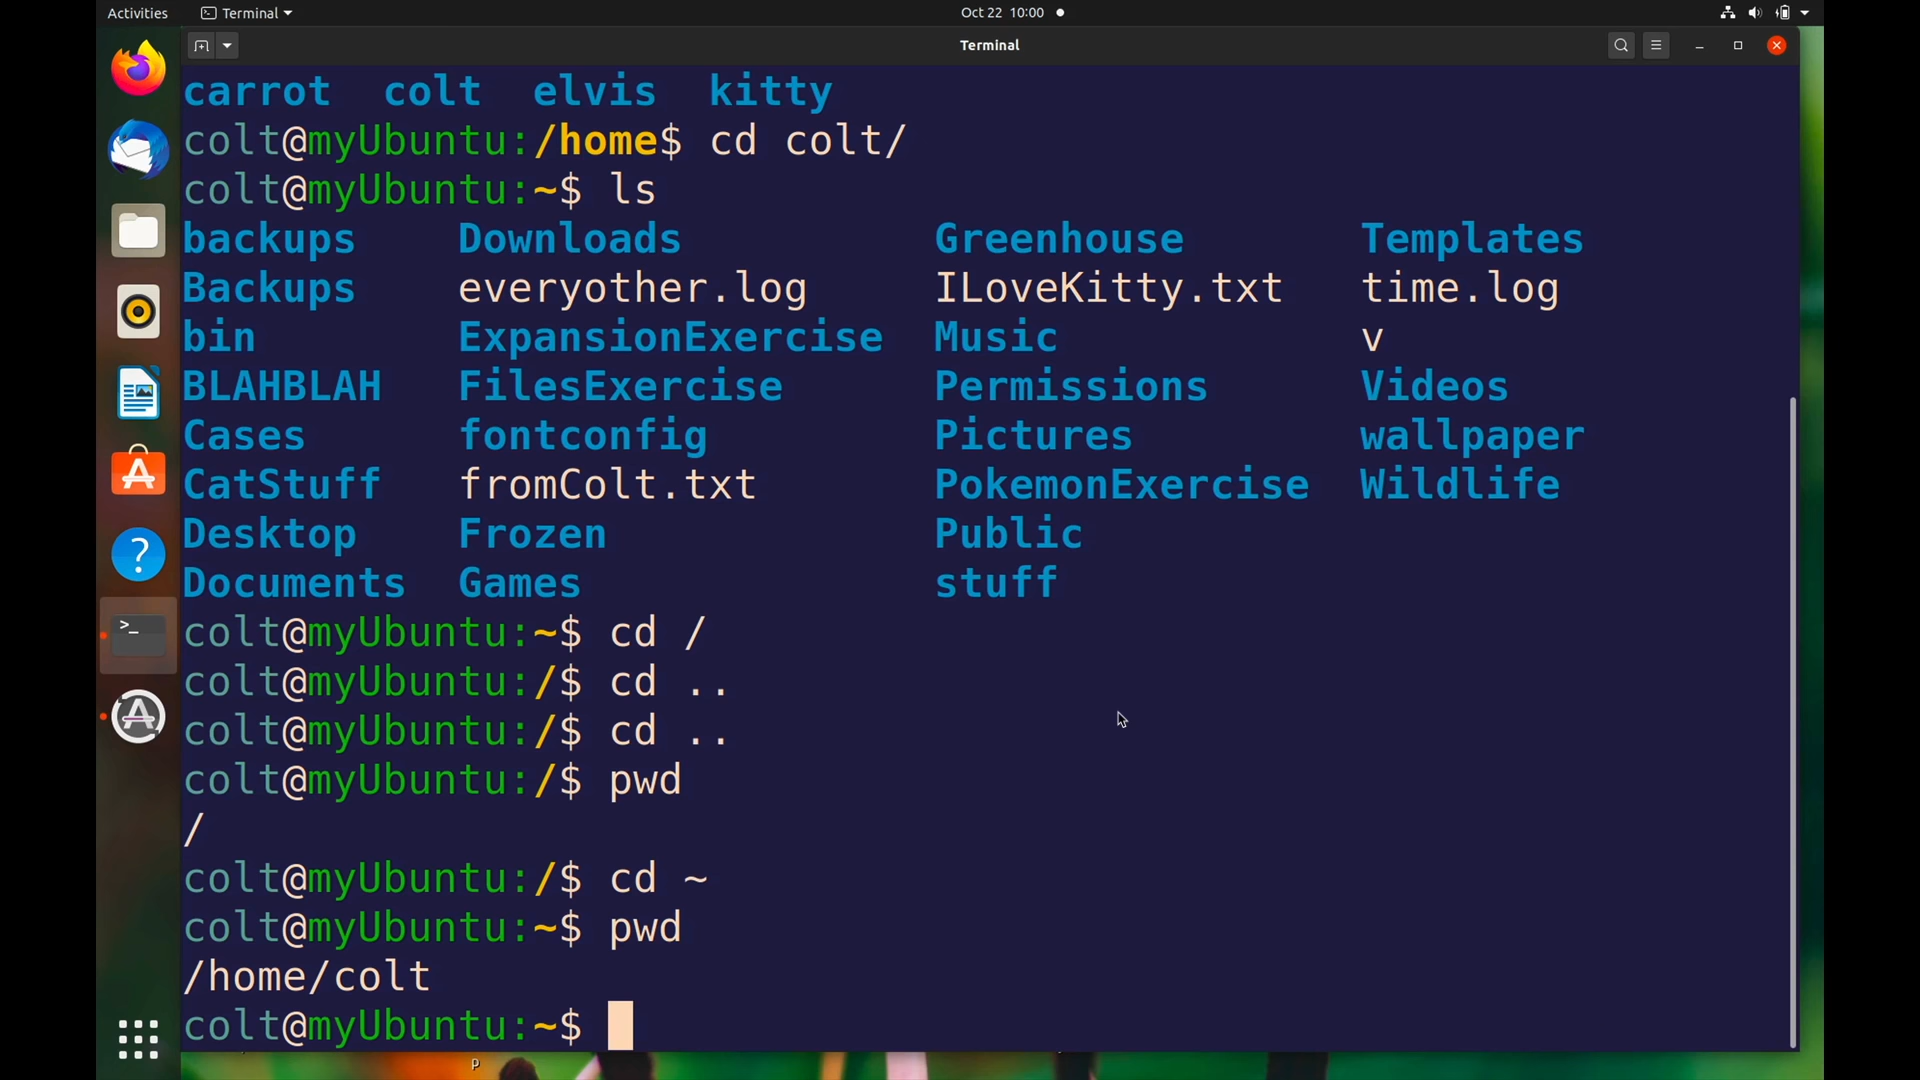 Activities Terminal Oct 22 10:00
Terminal
carrot colt elvis kitty
colt@myUbuntu:/home$ cd colt/
colt@myUbuntu:~$ ls
backups Downloads Greenhouse Templates
Backups everyother.log ILoveKitty.txt time.log
bin ExpansionExercise Music v
BLAHBLAH FilesExercise Permissions Videos
Cases fontconfig Pictures wallpaper
CatStuff fromColt.txt PokemonExercise Wildlife
Desktop Frozen Public
Documents Games stuff
colt@myUbuntu:~$ cd /
colt@myUbuntu:/$ cd ..
colt@myUbuntu:/$ cd ..
colt@myUbuntu:/$ pwd
/
colt@myUbuntu:/$ cd ~
colt@myUbuntu:~$ pwd
/home/colt
colt@myUbuntu:~$
p